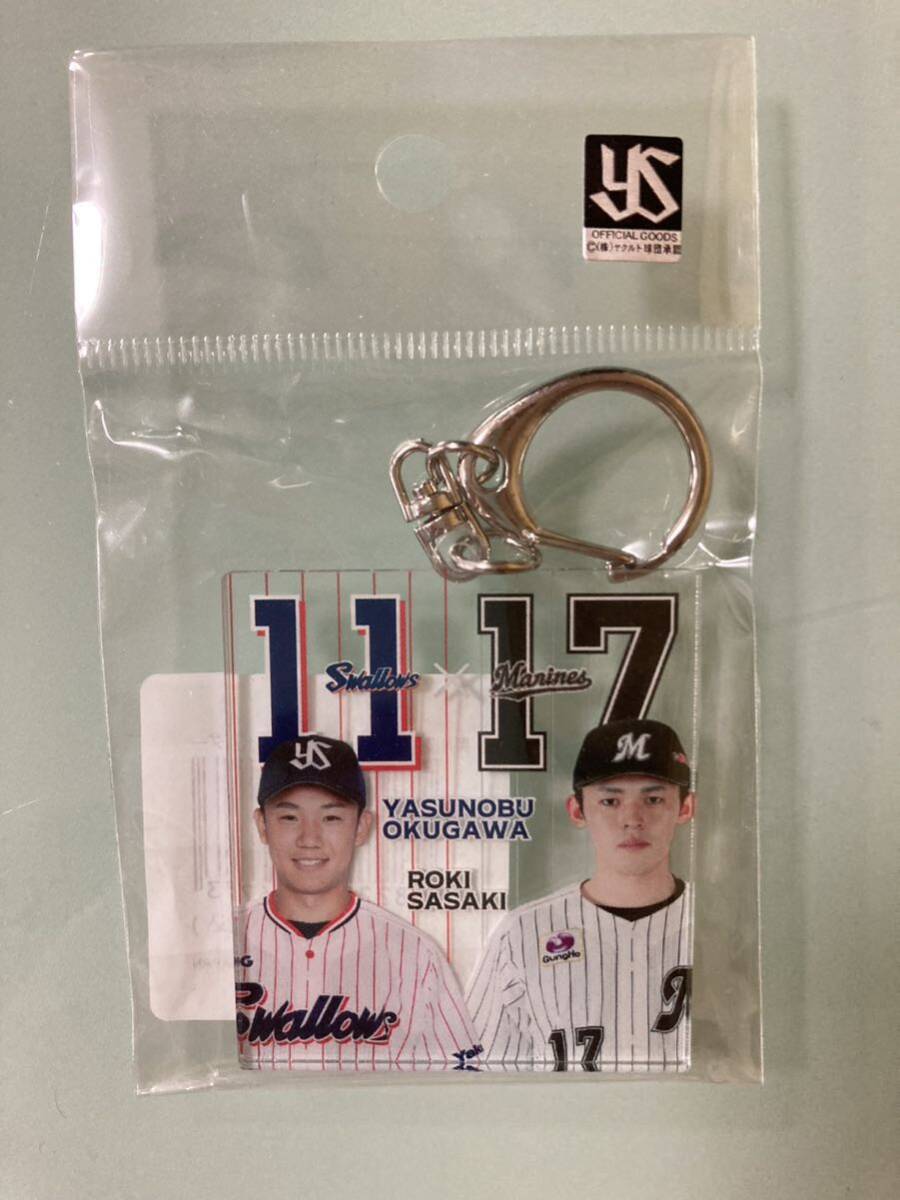 YS
OFFICIAL GOODS
©(株)ヤクルト球団承認
11 17
Swallows × Marines
YS
M
YASUNOBU
OKUGAWA
ROKI
SASAKI
GungHo
Swallows
M
17